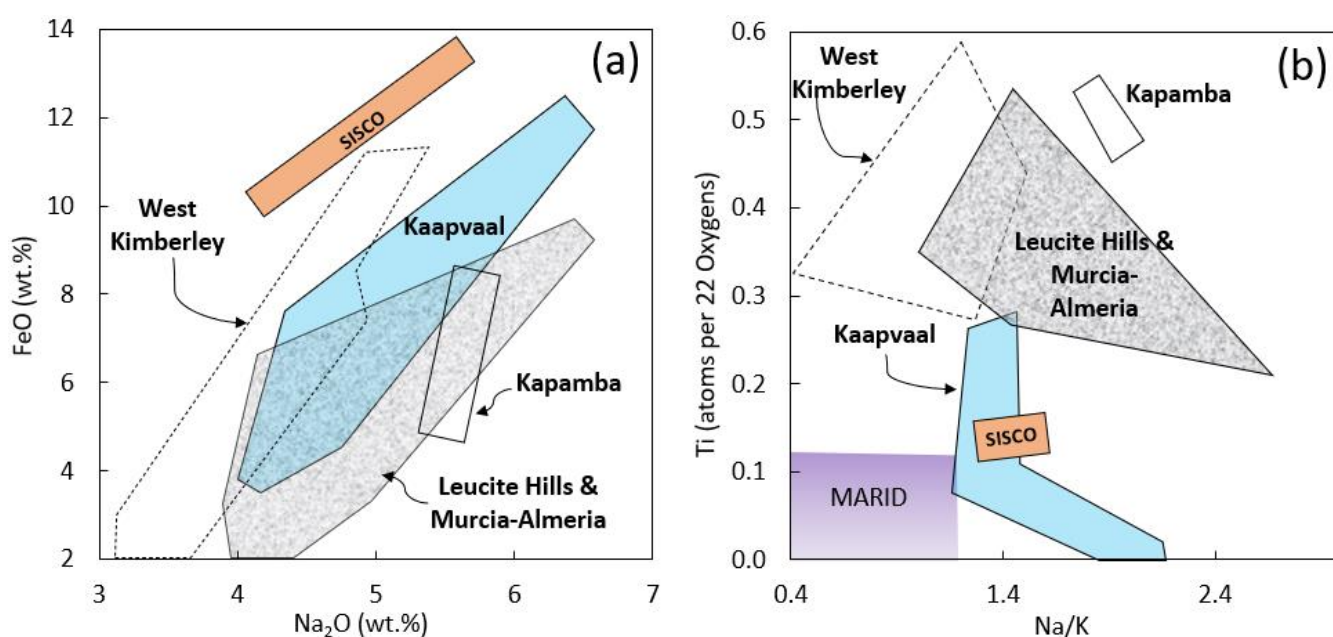 (a)
14
12
10
8
6
4
2
FeO (wt.%)
SISCO
West
Kimberley
Kaapvaal
Kapamba
Leucite Hills &
Murcia-Almeria
3
4
5
6
7
Na₂O (wt.%)
(b)
0.6
0.5
0.4
0.3
0.2
0.1
0.0
Ti (atoms per 22 Oxygens)
West
Kimberley
Kapamba
Leucite Hills &
Murcia-
Almeria
Kaapvaal
SISCO
MARID
0.4
1.4
2.4
Na/K